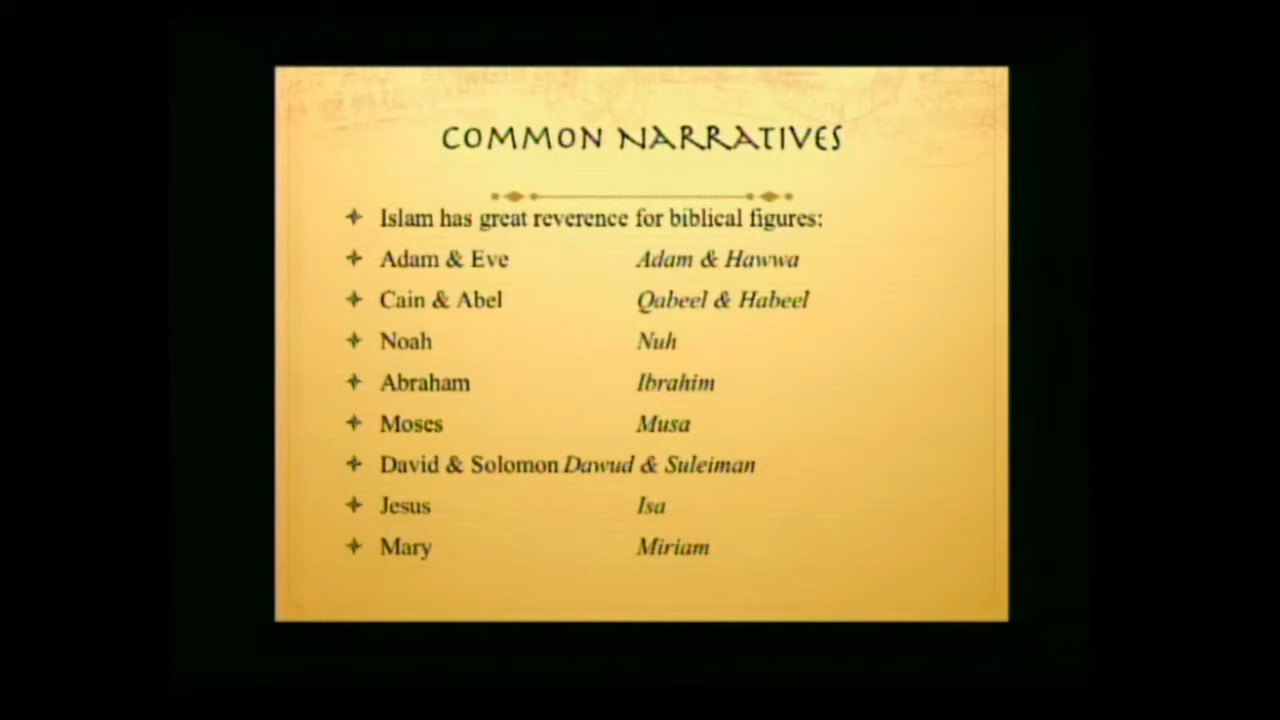 COMMON NARRATIVES
Islam has great reverence for biblical figures:
Adam & Eve Adam & Hawwa
Cain & Abel Qabeel & Habeel
Noah Nuh
Abraham Ibrahim
Moses Musa
David & Solomon Dawud & Suleiman
Jesus Isa
Mary Miriam